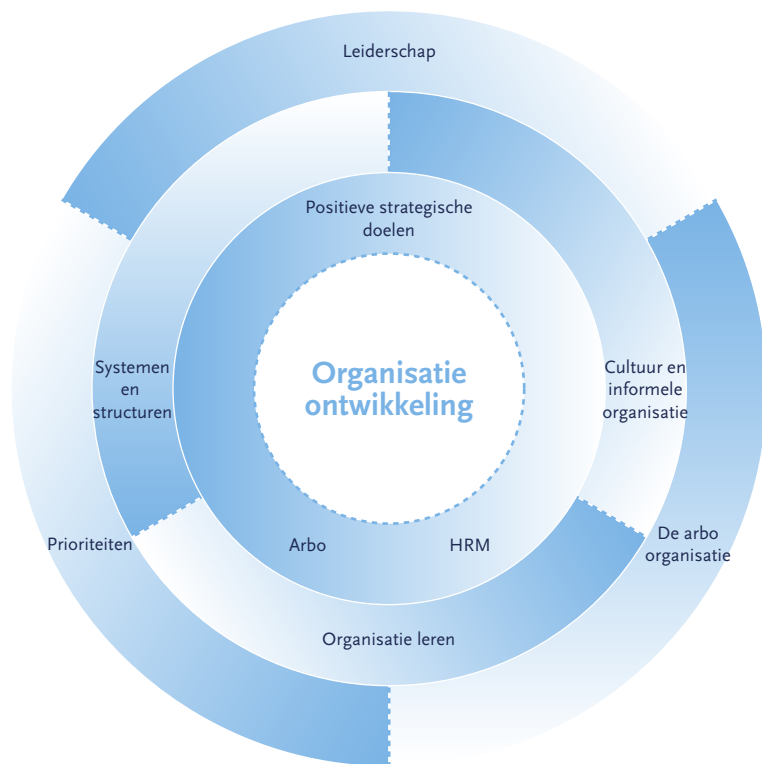 Leiderschap
Positieve strategische
doelen
Systemen
en
structuren
Organisatie
ontwikkeling
Cultuur en
informele
organisatie
Prioriteiten
Arbo
HRM
De arbo
organisatie
Organisatie leren